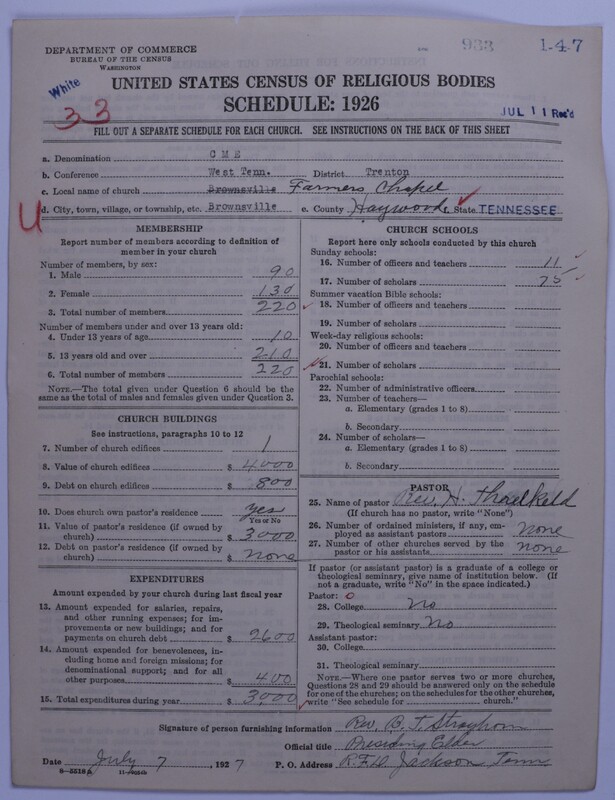 DEPARTMENT OF COMMERCE
BUREAU OF THE CENSUS
WASHINGTON
933
1-4-7
White
33
UNITED STATES CENSUS OF RELIGIOUS BODIES
SCHEDULE: 1926
JUL 11 Rec'd
FILL OUT A SEPARATE SCHEDULE FOR EACH CHURCH. SEE INSTRUCTIONS ON THE BACK OF THIS SHEET
a. Denomination C M E
b. Conference West Tenn. District Trenton
c. Local name of church Brownsville Farmers Chapel
U
d. City, town, village, or township, etc. Brownsville e. County Haywood State TENNESSEE
MEMBERSHIP
Report number of members according to definition of
member in your church
Number of members, by sex:
1. Male 90
2. Female 130
3. Total number of members 220
Number of members under and over 13 years old:
4. Under 13 years of age 10
5. 13 years old and over 210
6. Total number of members 220
NOTE.—The total given under Question 6 should be
the same as the total of males and females given under Question 3.
CHURCH BUILDINGS
See instructions, paragraphs 10 to 12
7. Number of church edifices 1
8. Value of church edifices $ 4000
9. Debt on church edifices $ 800
10. Does church own pastor's residence yes
Yes or No
11. Value of pastor's residence (if owned by
church) $ 3000
12. Debt on pastor's residence (if owned by
church) $ none
EXPENDITURES
Amount expended by your church during last fiscal year
13. Amount expended for salaries, repairs,
and other running expenses; for im-
provements or new buildings; and for
payments on church debt $ 2600
14. Amount expended for benevolences, in-
cluding home and foreign missions; for
denominational support; and for all
other purposes $ 400
15. Total expenditures during year $ 3000
CHURCH SCHOOLS
Report here only schools conducted by this church
Sunday schools:
16. Number of officers and teachers 11
17. Number of scholars 75
Summer vacation Bible schools:
18. Number of officers and teachers
19. Number of scholars
Week-day religious schools:
20. Number of officers and teachers
21. Number of scholars
Parochial schools:
22. Number of administrative officers
23. Number of teachers—
a. Elementary (grades 1 to 8)
b. Secondary
24. Number of scholars—
a. Elementary (grades 1 to 8)
b. Secondary
PASTOR
25. Name of pastor Rev. H. Thralkeld
(If church has no pastor, write "None")
26. Number of ordained ministers, if any, em-
ployed as assistant pastors none
27. Number of other churches served by the
pastor or his assistants none
If pastor (or assistant pastor) is a graduate of a college or
theological seminary, give name of institution below. (If
not a graduate, write "No" in the space indicated.)
Pastor: 0
28. College No
29. Theological seminary No
Assistant pastor:
30. College
31. Theological seminary
NOTE.—Where one pastor serves two or more churches,
Questions 28 and 29 should be answered only on the schedule
for one of the churches; on the schedules for the other churches,
write "See schedule for church.
Signature of person furnishing information Rev. B. T. Strayhorn
Official title Presiding Elder
Date July 7, 1927 P. O. Address R.F.D. Jackson Tenn